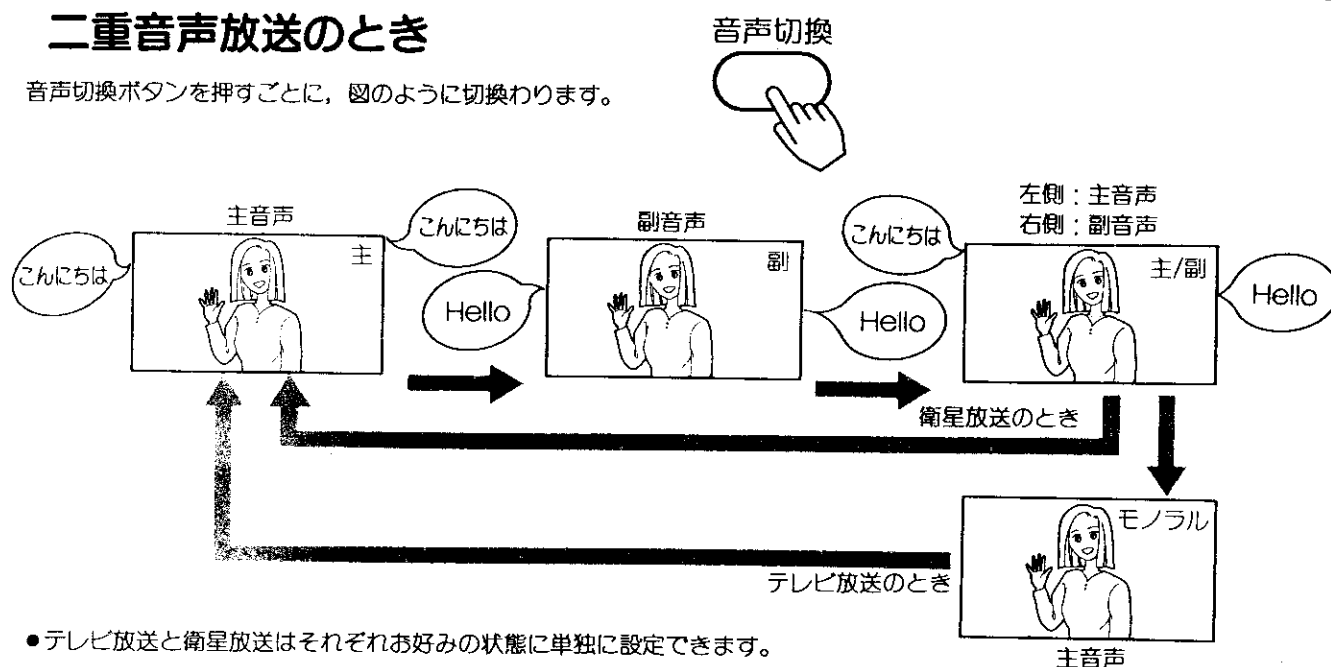 二重音声放送のとき
音声切換ボタンを押すごとに，図のように切換わります。
音声切換
主音声
こんにちは
主
こんにちは
副音声
Hello
副
Hello
左側：主音声
右側：副音声
こんにちは
主/副
Hello
衛星放送のとき
モノラル
テレビ放送のとき
主音声
●テレビ放送と衛星放送はそれぞれお好みの状態に単独に設定できます。